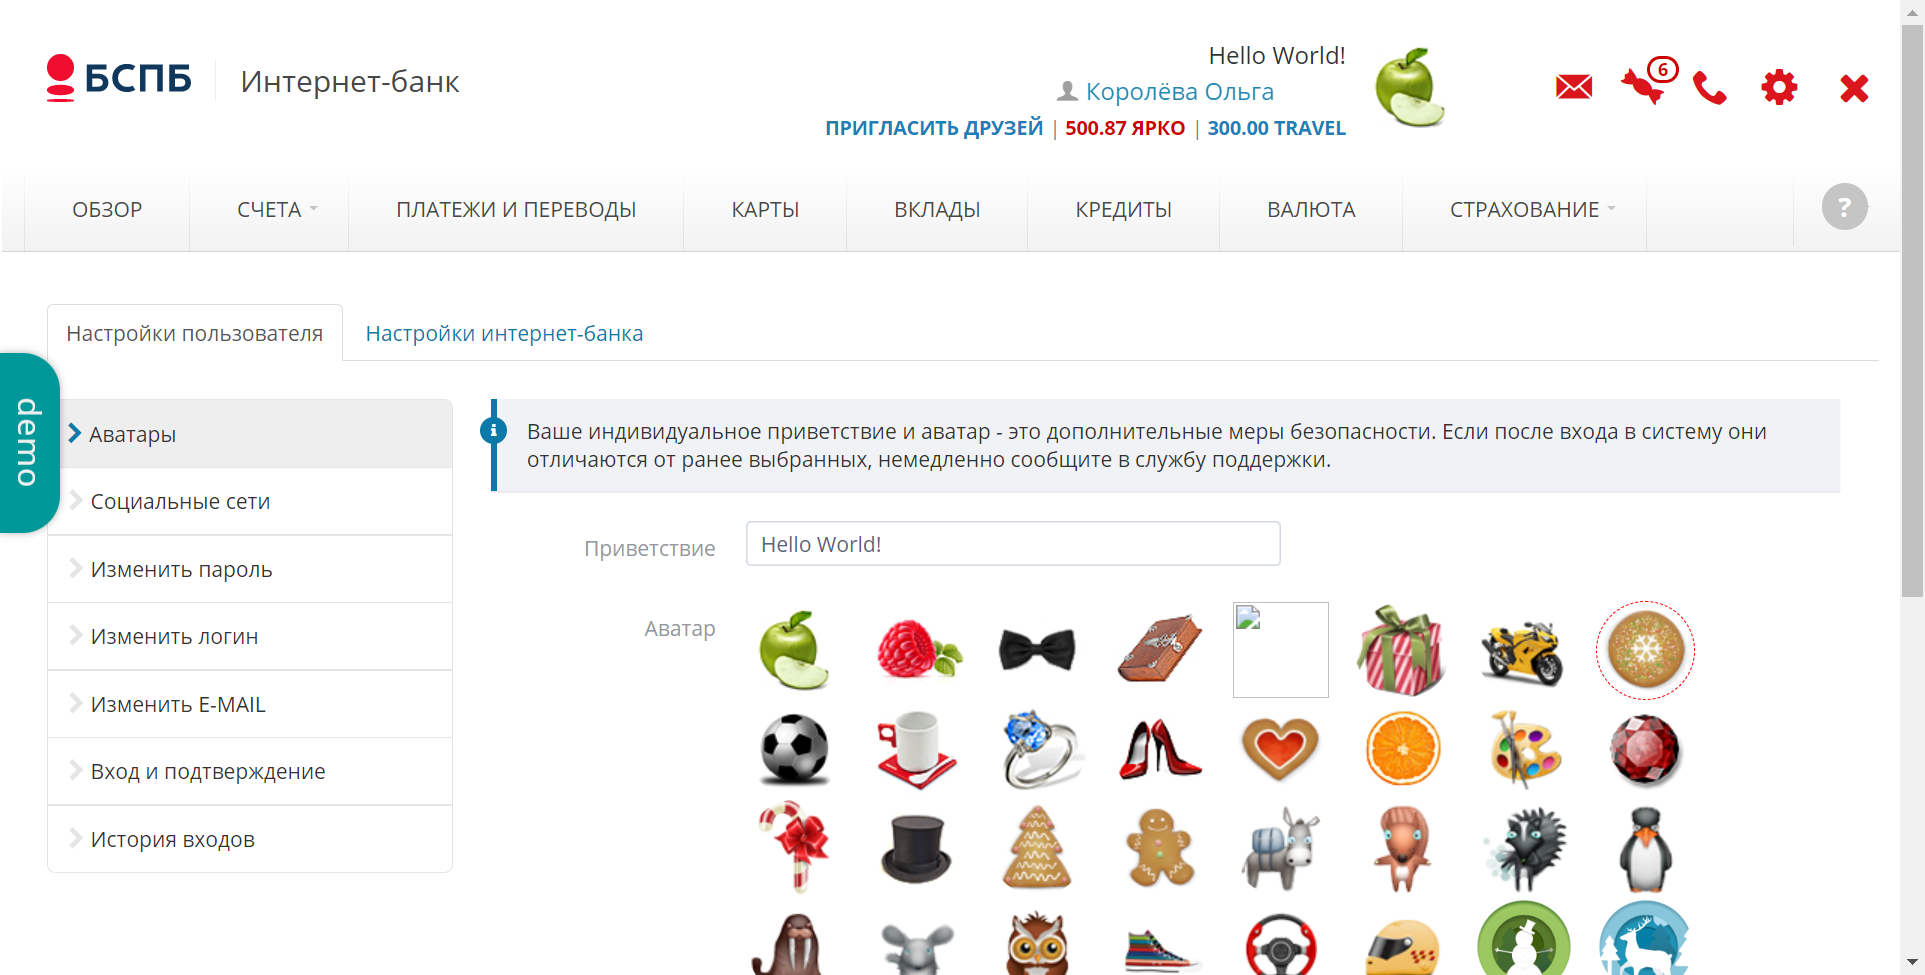 Hello World!
БСПБ
Интернет-банк
Королёва Ольга
6
ПРИГЛАСИТЬ ДРУЗЕЙ | 500.87 ЯРКО | 300.00 TRAVEL
ОБЗОР
СЧЕТА
ПЛАТЕЖИ И ПЕРЕВОДЫ
КАРТЫ
ВКЛАДЫ
КРЕДИТЫ
ВАЛЮТА
СТРАХОВАНИЕ
?
Настройки пользователя
Настройки интернет-банка
demo
Аватары
Социальные сети
Изменить пароль
Изменить логин
Изменить E-MAIL
Вход и подтверждение
История входов
Ваше индивидуальное приветствие и аватар - это дополнительные меры безопасности. Если после входа в систему они
отличаются от ранее выбранных, немедленно сообщите в службу поддержки.
Приветствие
Hello World!
Аватар